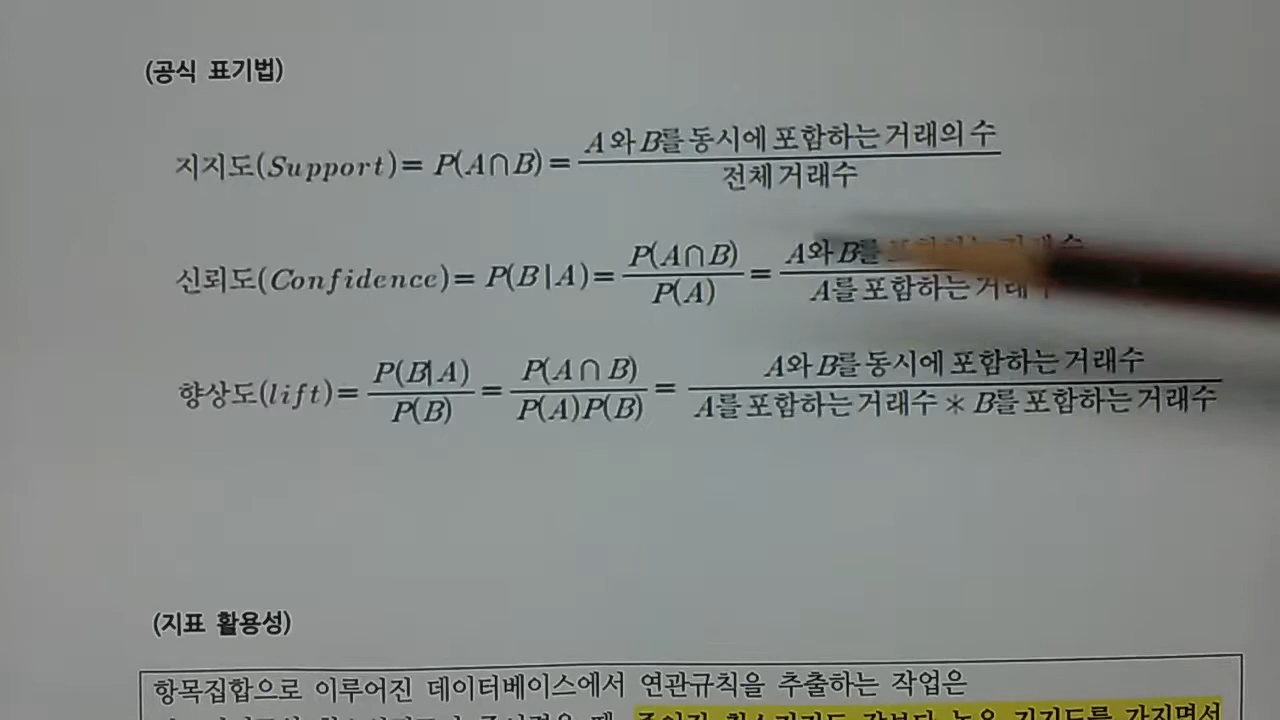 (공식 표기법)
지지도(Support)= P(A∩B)= A와 B를 동시에 포함하는 거래의 수 / 전체 거래수
신뢰도(Confidence)= P(B|A)= P(A∩B) / P(A) = A와 B를 / A를 포함하는 거래
향상도(lift)= P(B|A) / P(B) = P(A∩B) / P(A)P(B) = A와 B를 동시에 포함하는 거래수 / A를 포함하는 거래수 * B를 포함하는 거래수
(지표 활용성)
항목집합으로 이루어진 데이터베이스에서 연관규칙을 추출하는 작업은